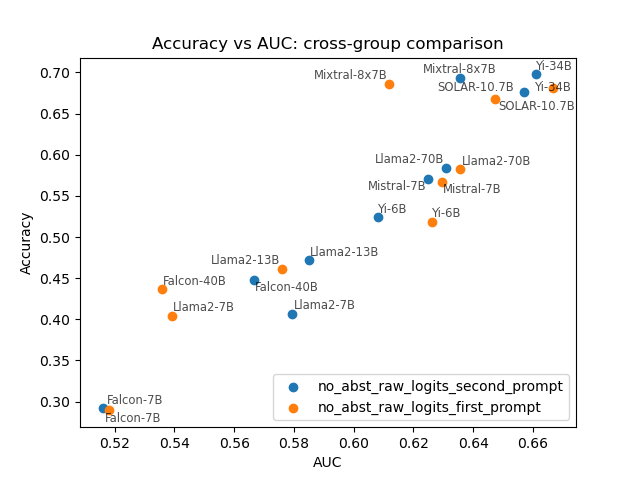 Accuracy vs AUC: cross-group comparison
0.70
0.65
0.60
0.55
0.50
0.45
0.40
0.35
0.30
Accuracy
Yi-34B
Mixtral-8x7B
Mixtral-8x7B
SOLAR-10.7B
Yi-34B
SOLAR-10.7B
Llama2-70B
Llama2-70B
Mistral-7B
Mistral-7B
Yi-6B
Yi-6B
Llama2-13B
Llama2-13B
Falcon-40B
Falcon-40B
Llama2-7B
Llama2-7B
Falcon-7B
Falcon-7B
no_abst_raw_logits_second_prompt
no_abst_raw_logits_first_prompt
0.52 0.54 0.56 0.58 0.60 0.62 0.64 0.66
AUC